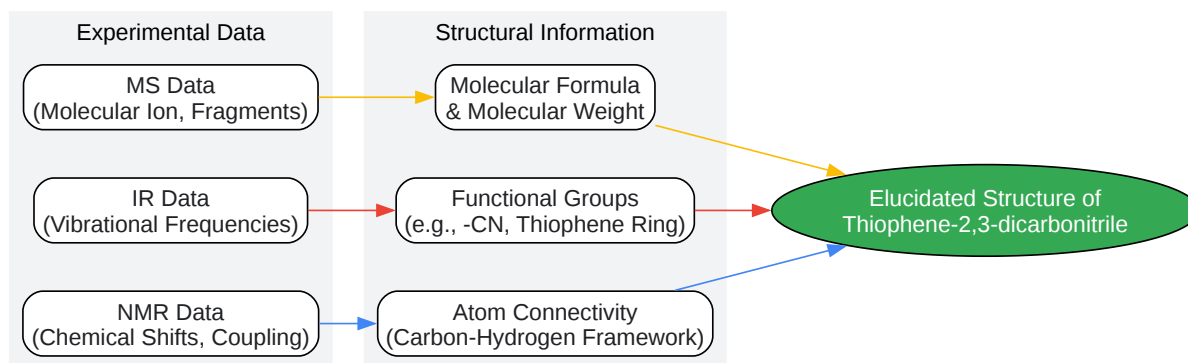 Experimental Data
Structural Information
MS Data
(Molecular Ion, Fragments)
Molecular Formula
& Molecular Weight
IR Data
(Vibrational Frequencies)
Functional Groups
(e.g., -CN, Thiophene Ring)
Elucidated Structure of
Thiophene-2,3-dicarbonitrile
NMR Data
(Chemical Shifts, Coupling)
Atom Connectivity
(Carbon-Hydrogen Framework)